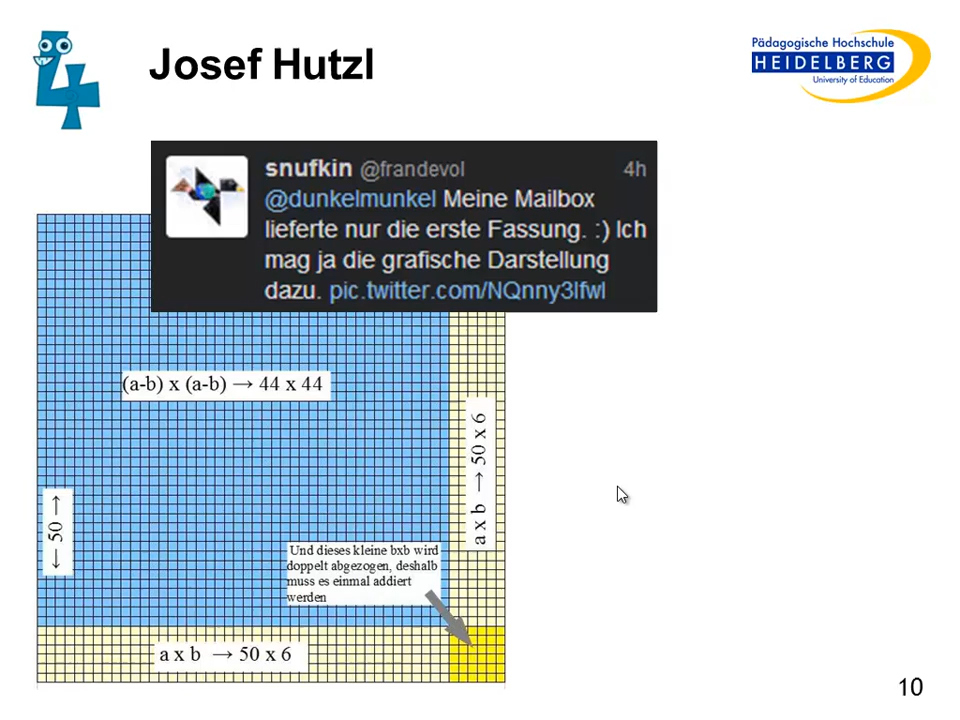 Josef Hutzl
Pädagogische Hochschule
HEIDELBERG
University of Education
snufkin @frandevol 4h
@dunkelmunkel Meine Mailbox
lieferte nur die erste Fassung. :) Ich
mag ja die grafische Darstellung
dazu. pic.twitter.com/NQnny3lfwl
(a-b) x (a-b) → 44 x 44
a x b → 50 x 6
← 50 →
Und dieses kleine bxb wird
doppelt abgezogen, deshalb
muss es einmal addiert
werden
a x b → 50 x 6
10